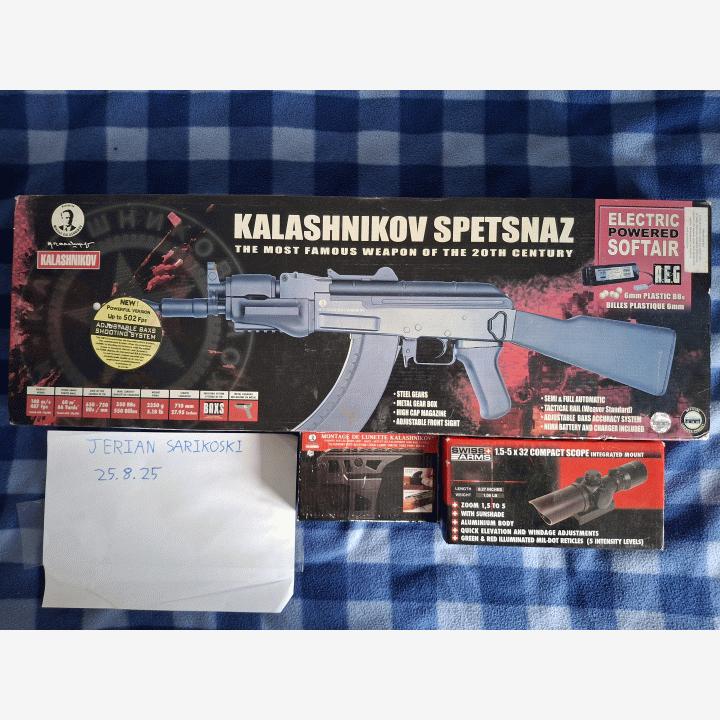 KALASHNIKOV SPETSNAZ
THE MOST FAMOUS WEAPON OF THE 20TH CENTURY
ELECTRIC
POWERED
SOFTAIR
A.E.G
6mm PLASTIC BBs
BILLES PLASTIQUE 6mm
KALASHNIKOV
NEW!
POWERFUL VERSION
Up to 502 Fps
ADJUSTABLE BAXS
SHOOTING SYSTEM
BAXS
• STEEL GEARS
• METAL GEAR BOX
• HIGH CAP MAGAZINE
• ADJUSTABLE FRONT SIGHT
• SEMI & FULL AUTOMATIC
• TACTICAL RAIL (Weaver Standard)
• ADJUSTABLE BAXS ACCURACY SYSTEM
• NIMH BATTERY AND CHARGER INCLUDED
JERIAN SARIKOSKI
25.8.25
MONTAGE DE LUNETTE KALASHNIKOV
SWISS
ARMS
1.5-5 x 32 COMPACT SCOPE INTEGRATED MOUNT
LENGTH
WEIGHT
• ZOOM 1,5 TO 5
• WITH SUNSHADE
• ALUMINIUM BODY
• QUICK ELEVATION AND WINDAGE ADJUSTMENTS
• GREEN & RED ILLUMINATED MIL-DOT RETICLES (5 INTENSITY LEVELS)